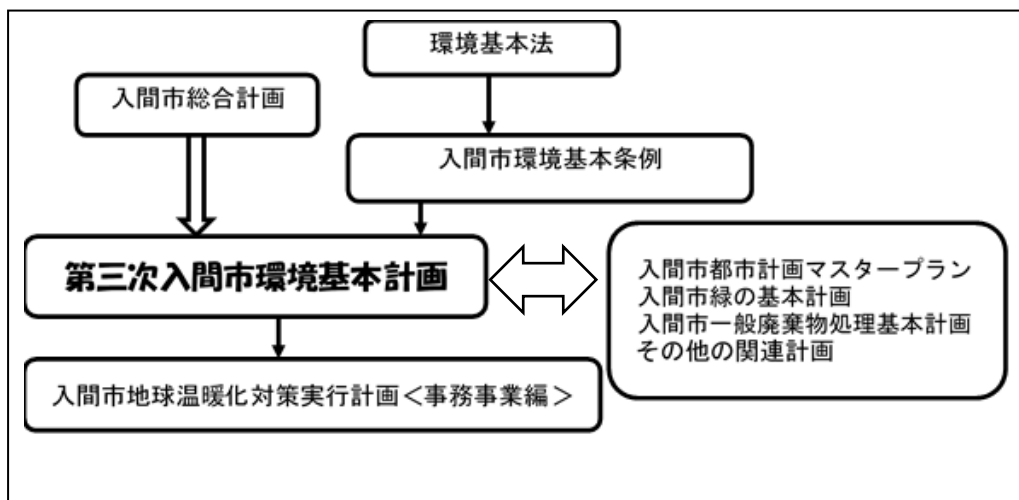 環境基本法
入間市総合計画
入間市環境基本条例
第三次入間市環境基本計画
入間市都市計画マスタープラン
入間市緑の基本計画
入間市一般廃棄物処理基本計画
その他の関連計画
入間市地球温暖化対策実行計画＜事務事業編＞